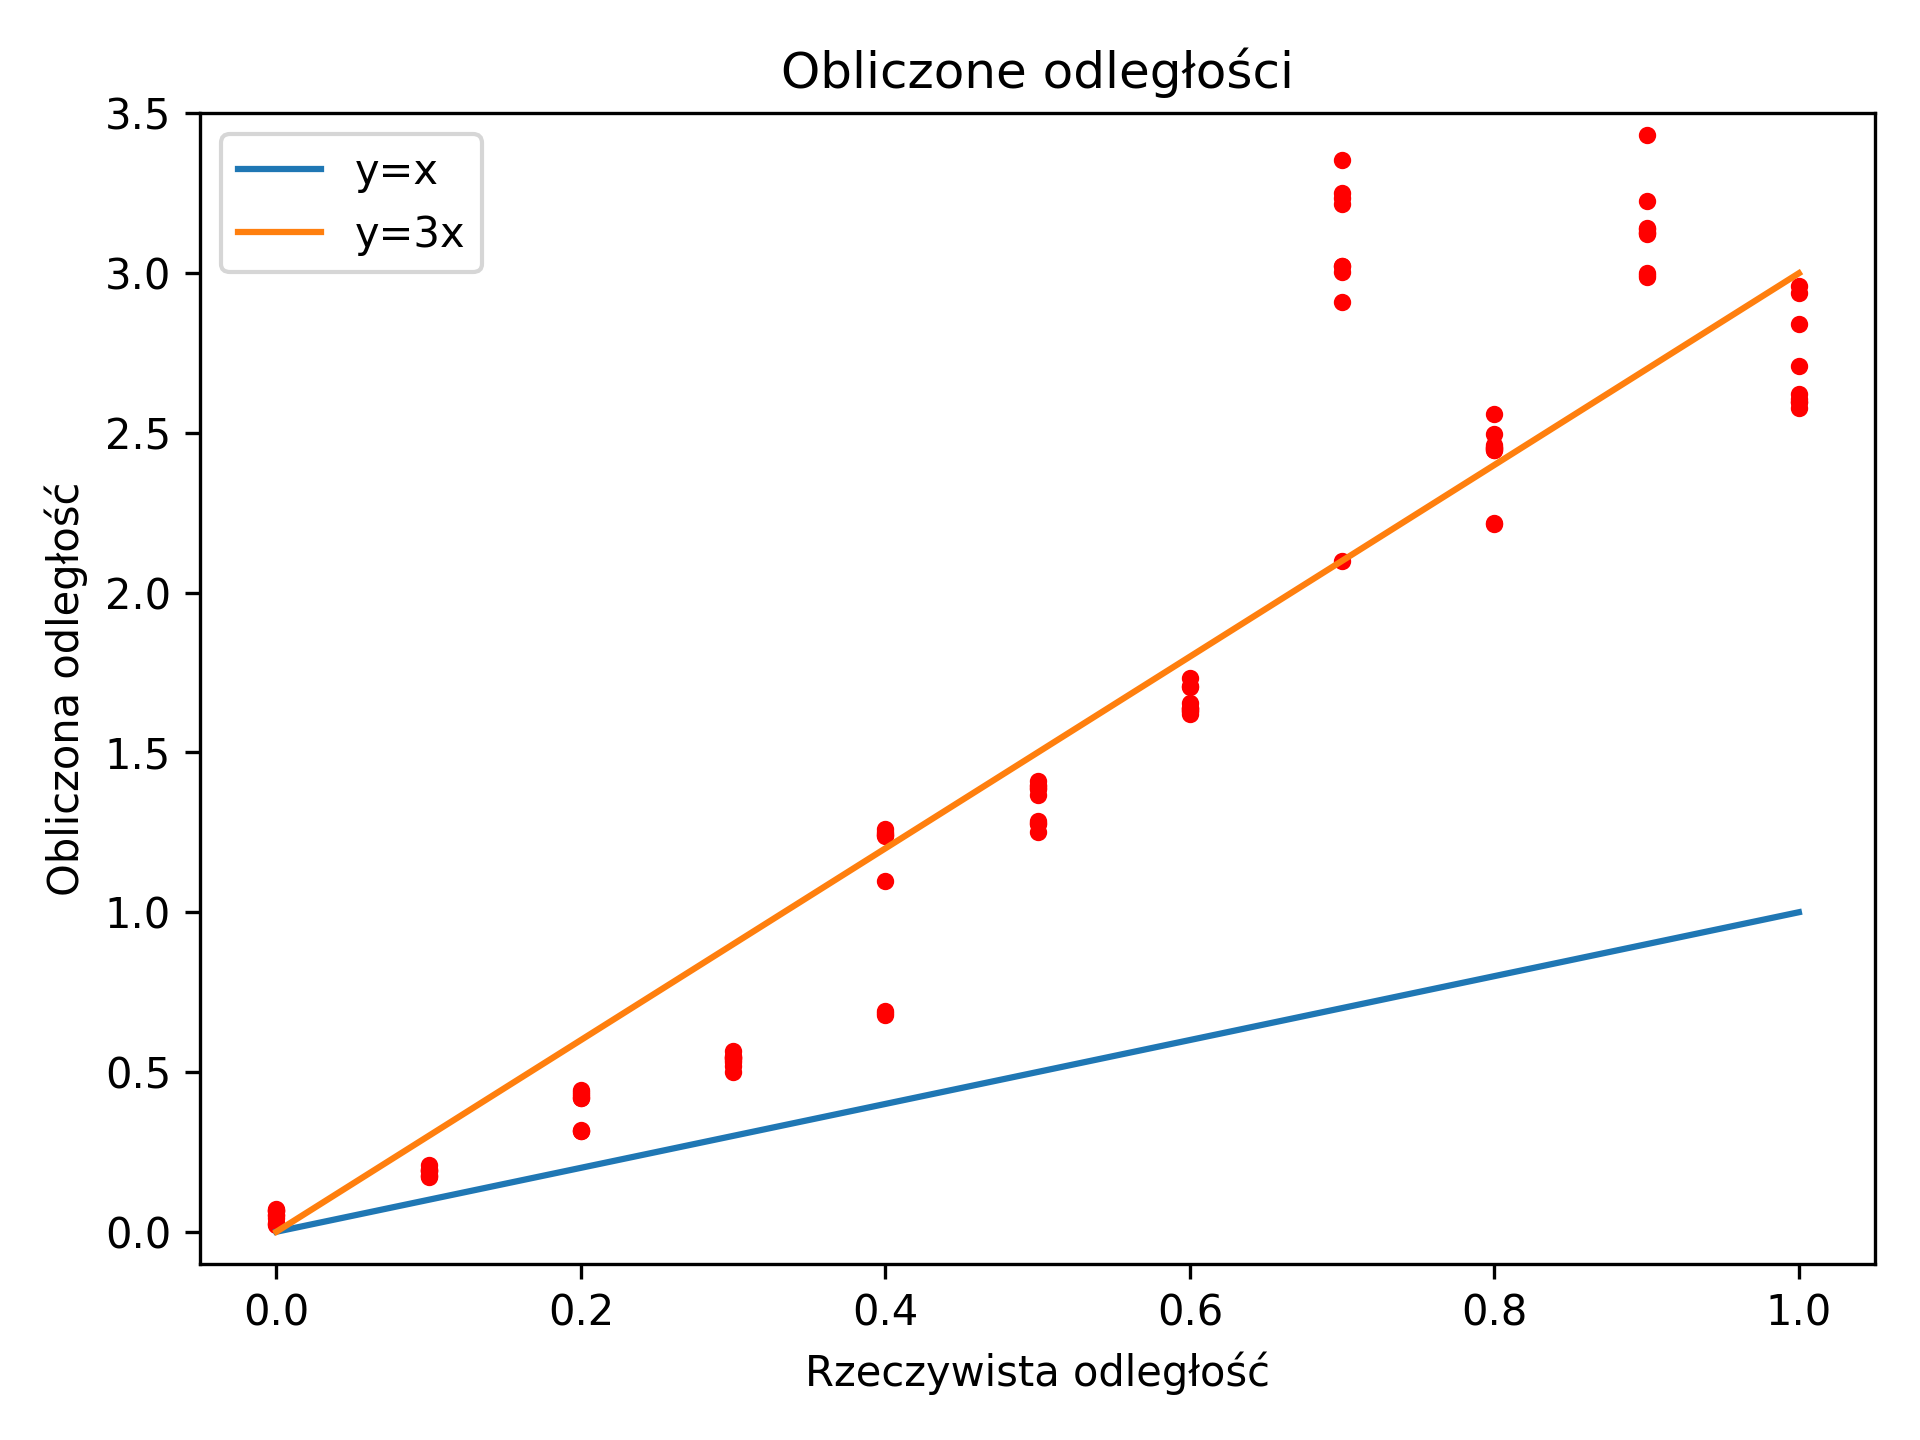 Obliczone odległości
y=x
y=3x
3.5
3.0
2.5
2.0
1.5
1.0
0.5
0.0
Obliczona odległość
0.0 0.2 0.4 0.6 0.8 1.0
Rzeczywista odległość